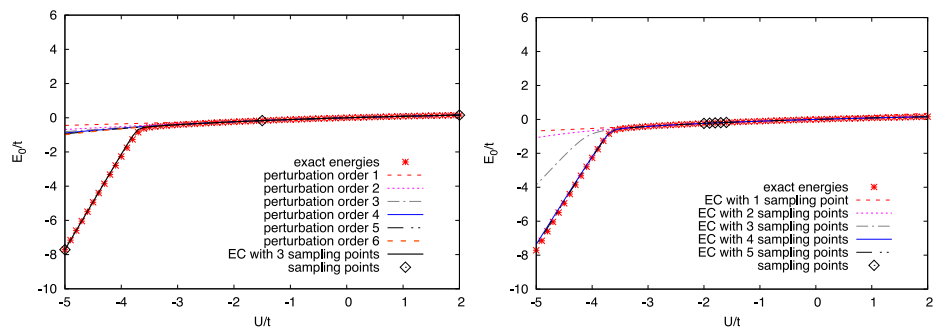 6
4
2
0
-2
-4
-6
-8
-10
E0/t
exact energies
perturbation order 1
perturbation order 2
perturbation order 3
perturbation order 4
perturbation order 5
perturbation order 6
EC with 3 sampling points
sampling points
-5 -4 -3 -2 -1 0 1 2
U/t
6
4
2
0
-2
-4
-6
-8
-10
E0/t
exact energies
EC with 1 sampling point
EC with 2 sampling points
EC with 3 sampling points
EC with 4 sampling points
EC with 5 sampling points
sampling points
-5 -4 -3 -2 -1 0 1 2
U/t